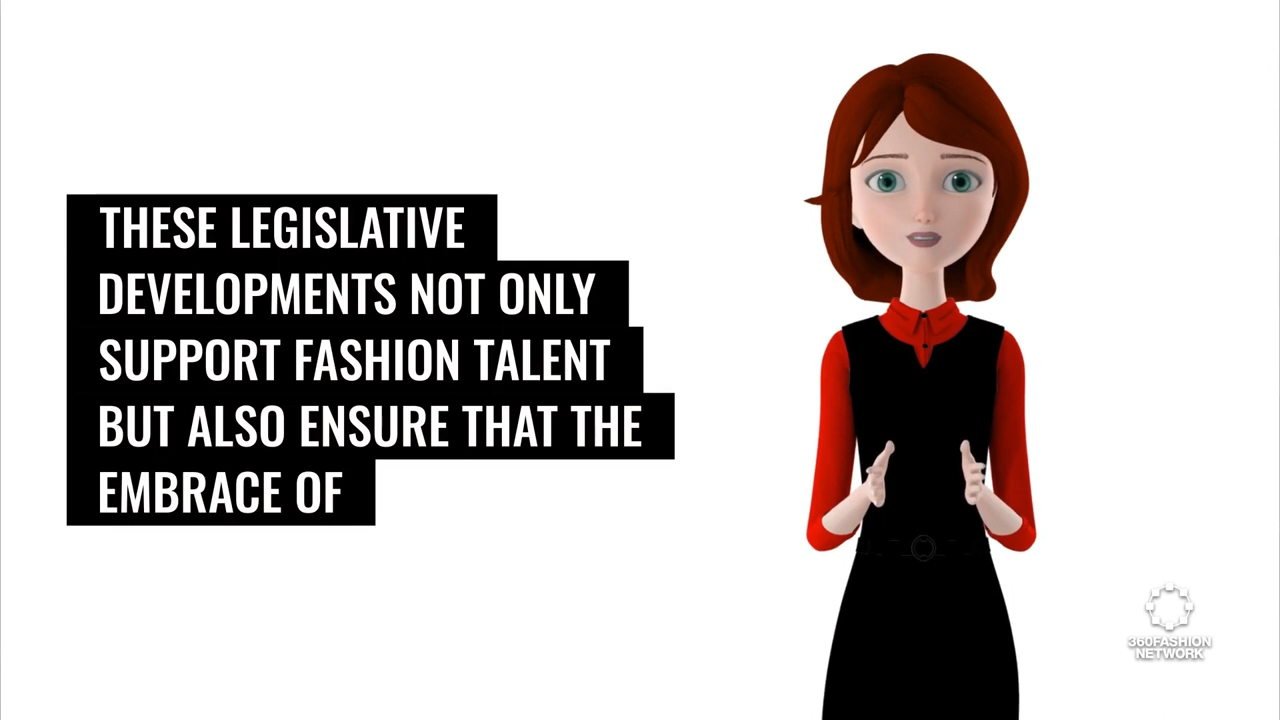 THESE LEGISLATIVE
DEVELOPMENTS NOT ONLY
SUPPORT FASHION TALENT
BUT ALSO ENSURE THAT THE
EMBRACE OF
360FASHION
NETWORK